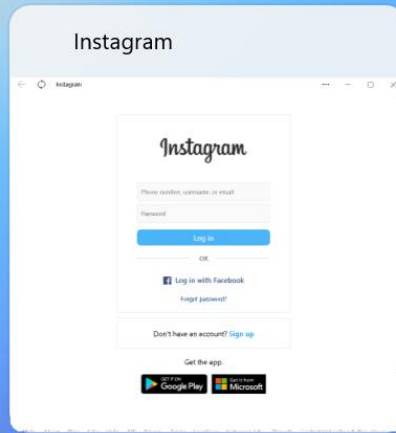 Instagram
Instagram
Instagram
Phone number, username, or email
Password
Log in
OR
Log in with Facebook
Forgot password?
Don't have an account? Sign up
Get the app.
GET IT ON
Google Play
Get it from
Microsoft